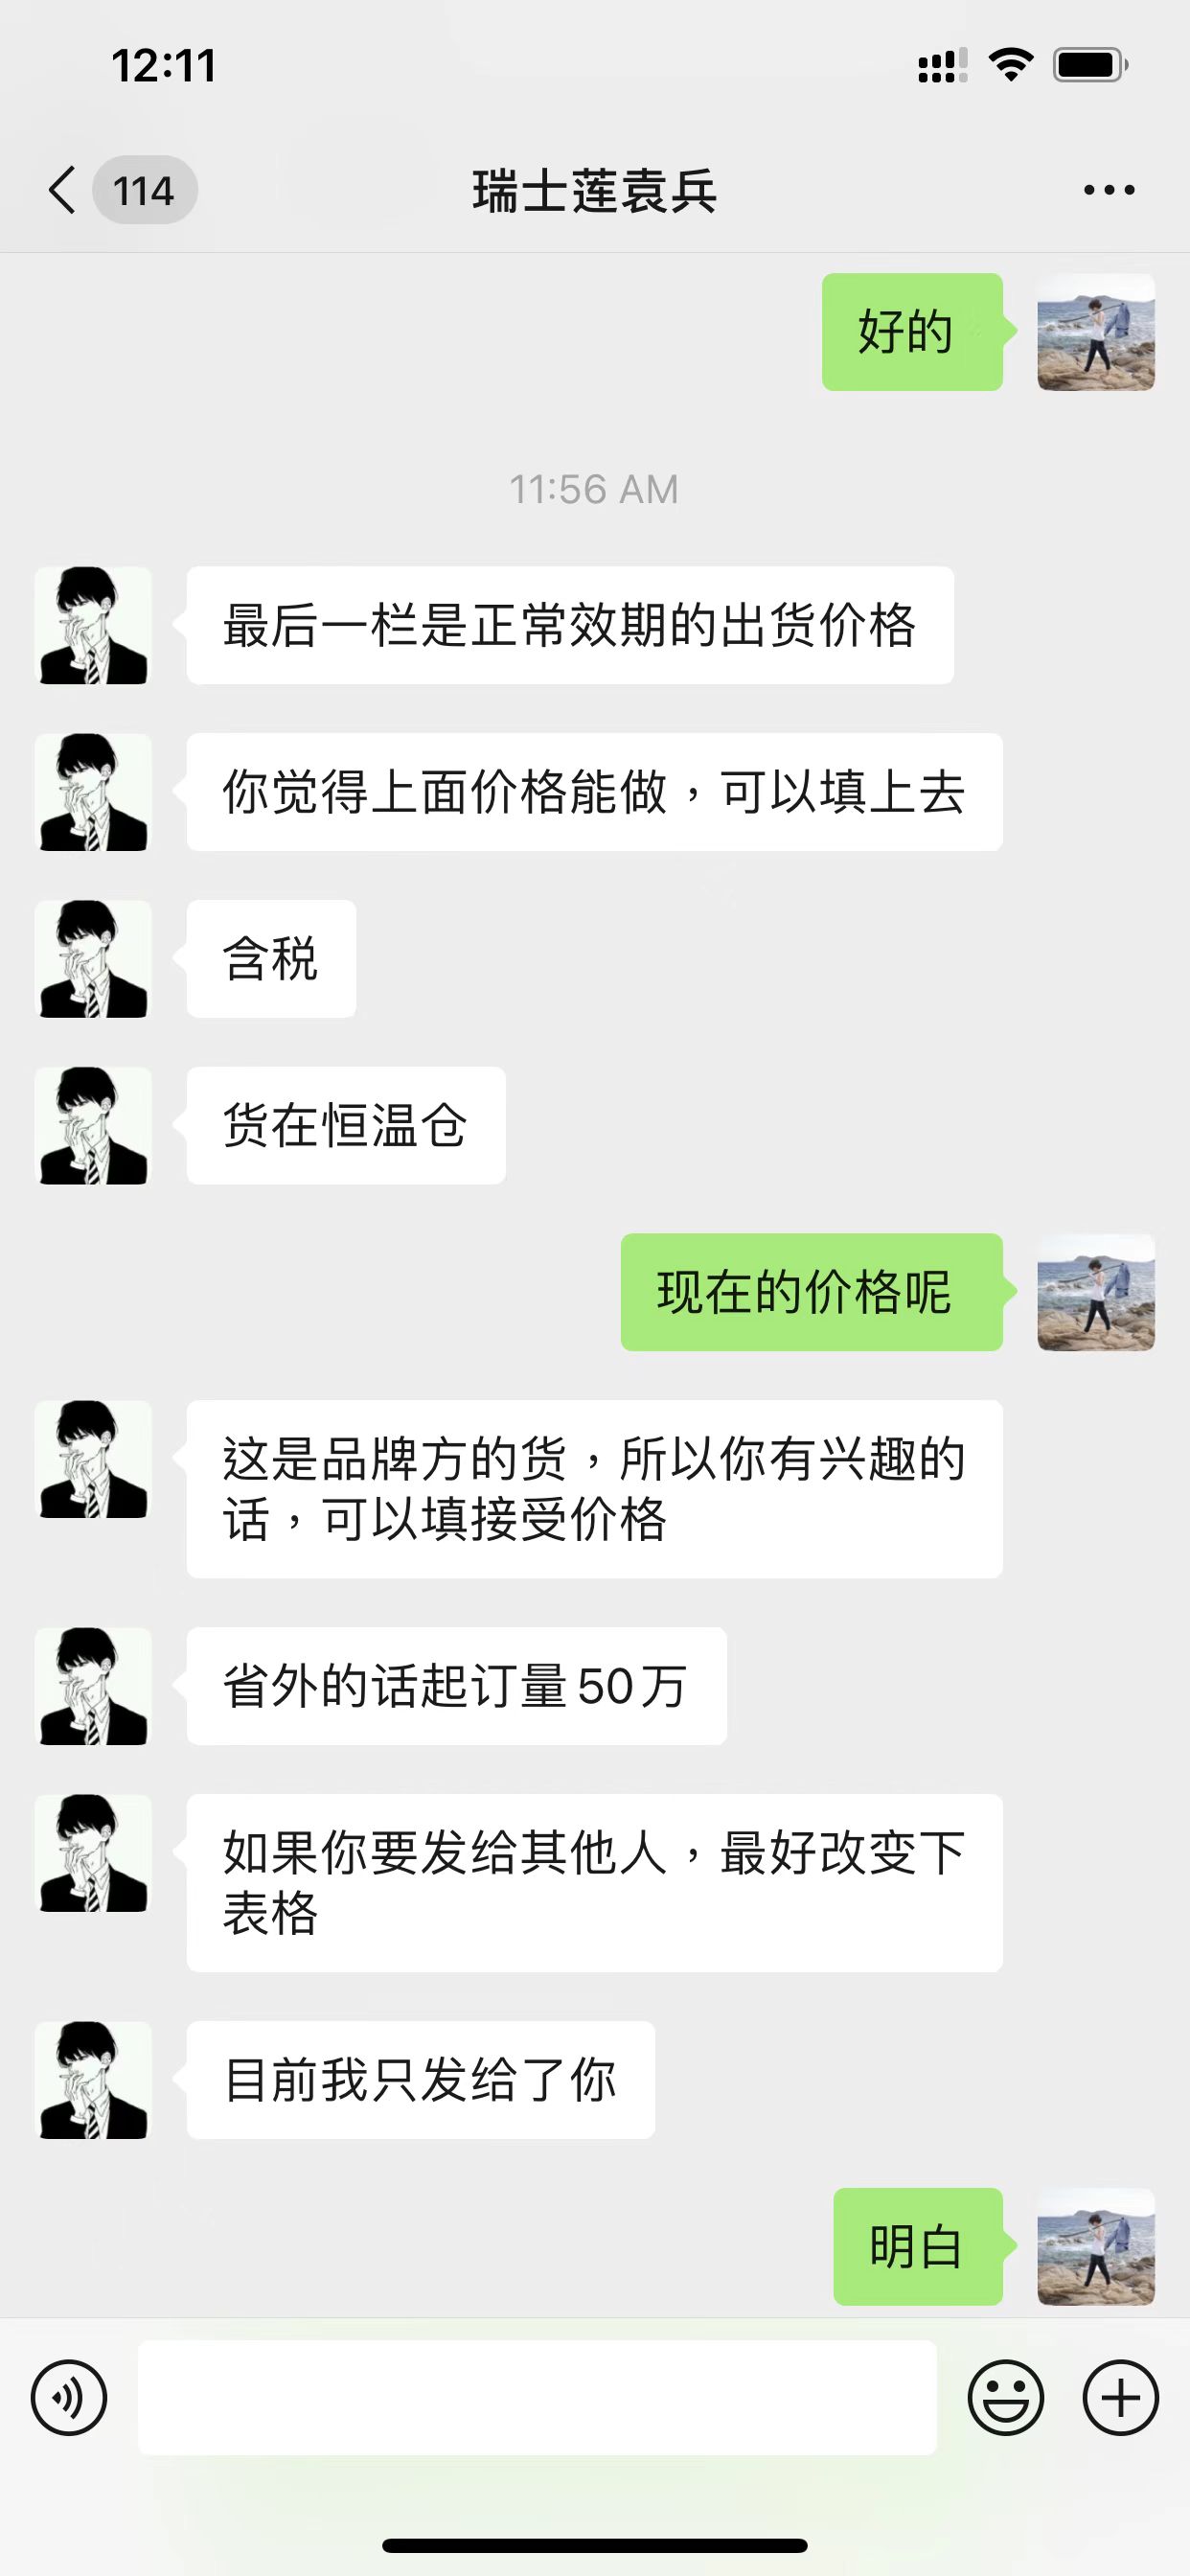 12:11
114
瑞士莲袁兵
好的
11:56 AM
最后一栏是正常效期的出货价格
你觉得上面价格能做，可以填上去
含税
货在恒温仓
现在的价格呢
这是品牌方的货，所以你有兴趣的
话，可以填接受价格
省外的话起订量50万
如果你要发给其他人，最好改变下
表格
目前我只发给了你
明白